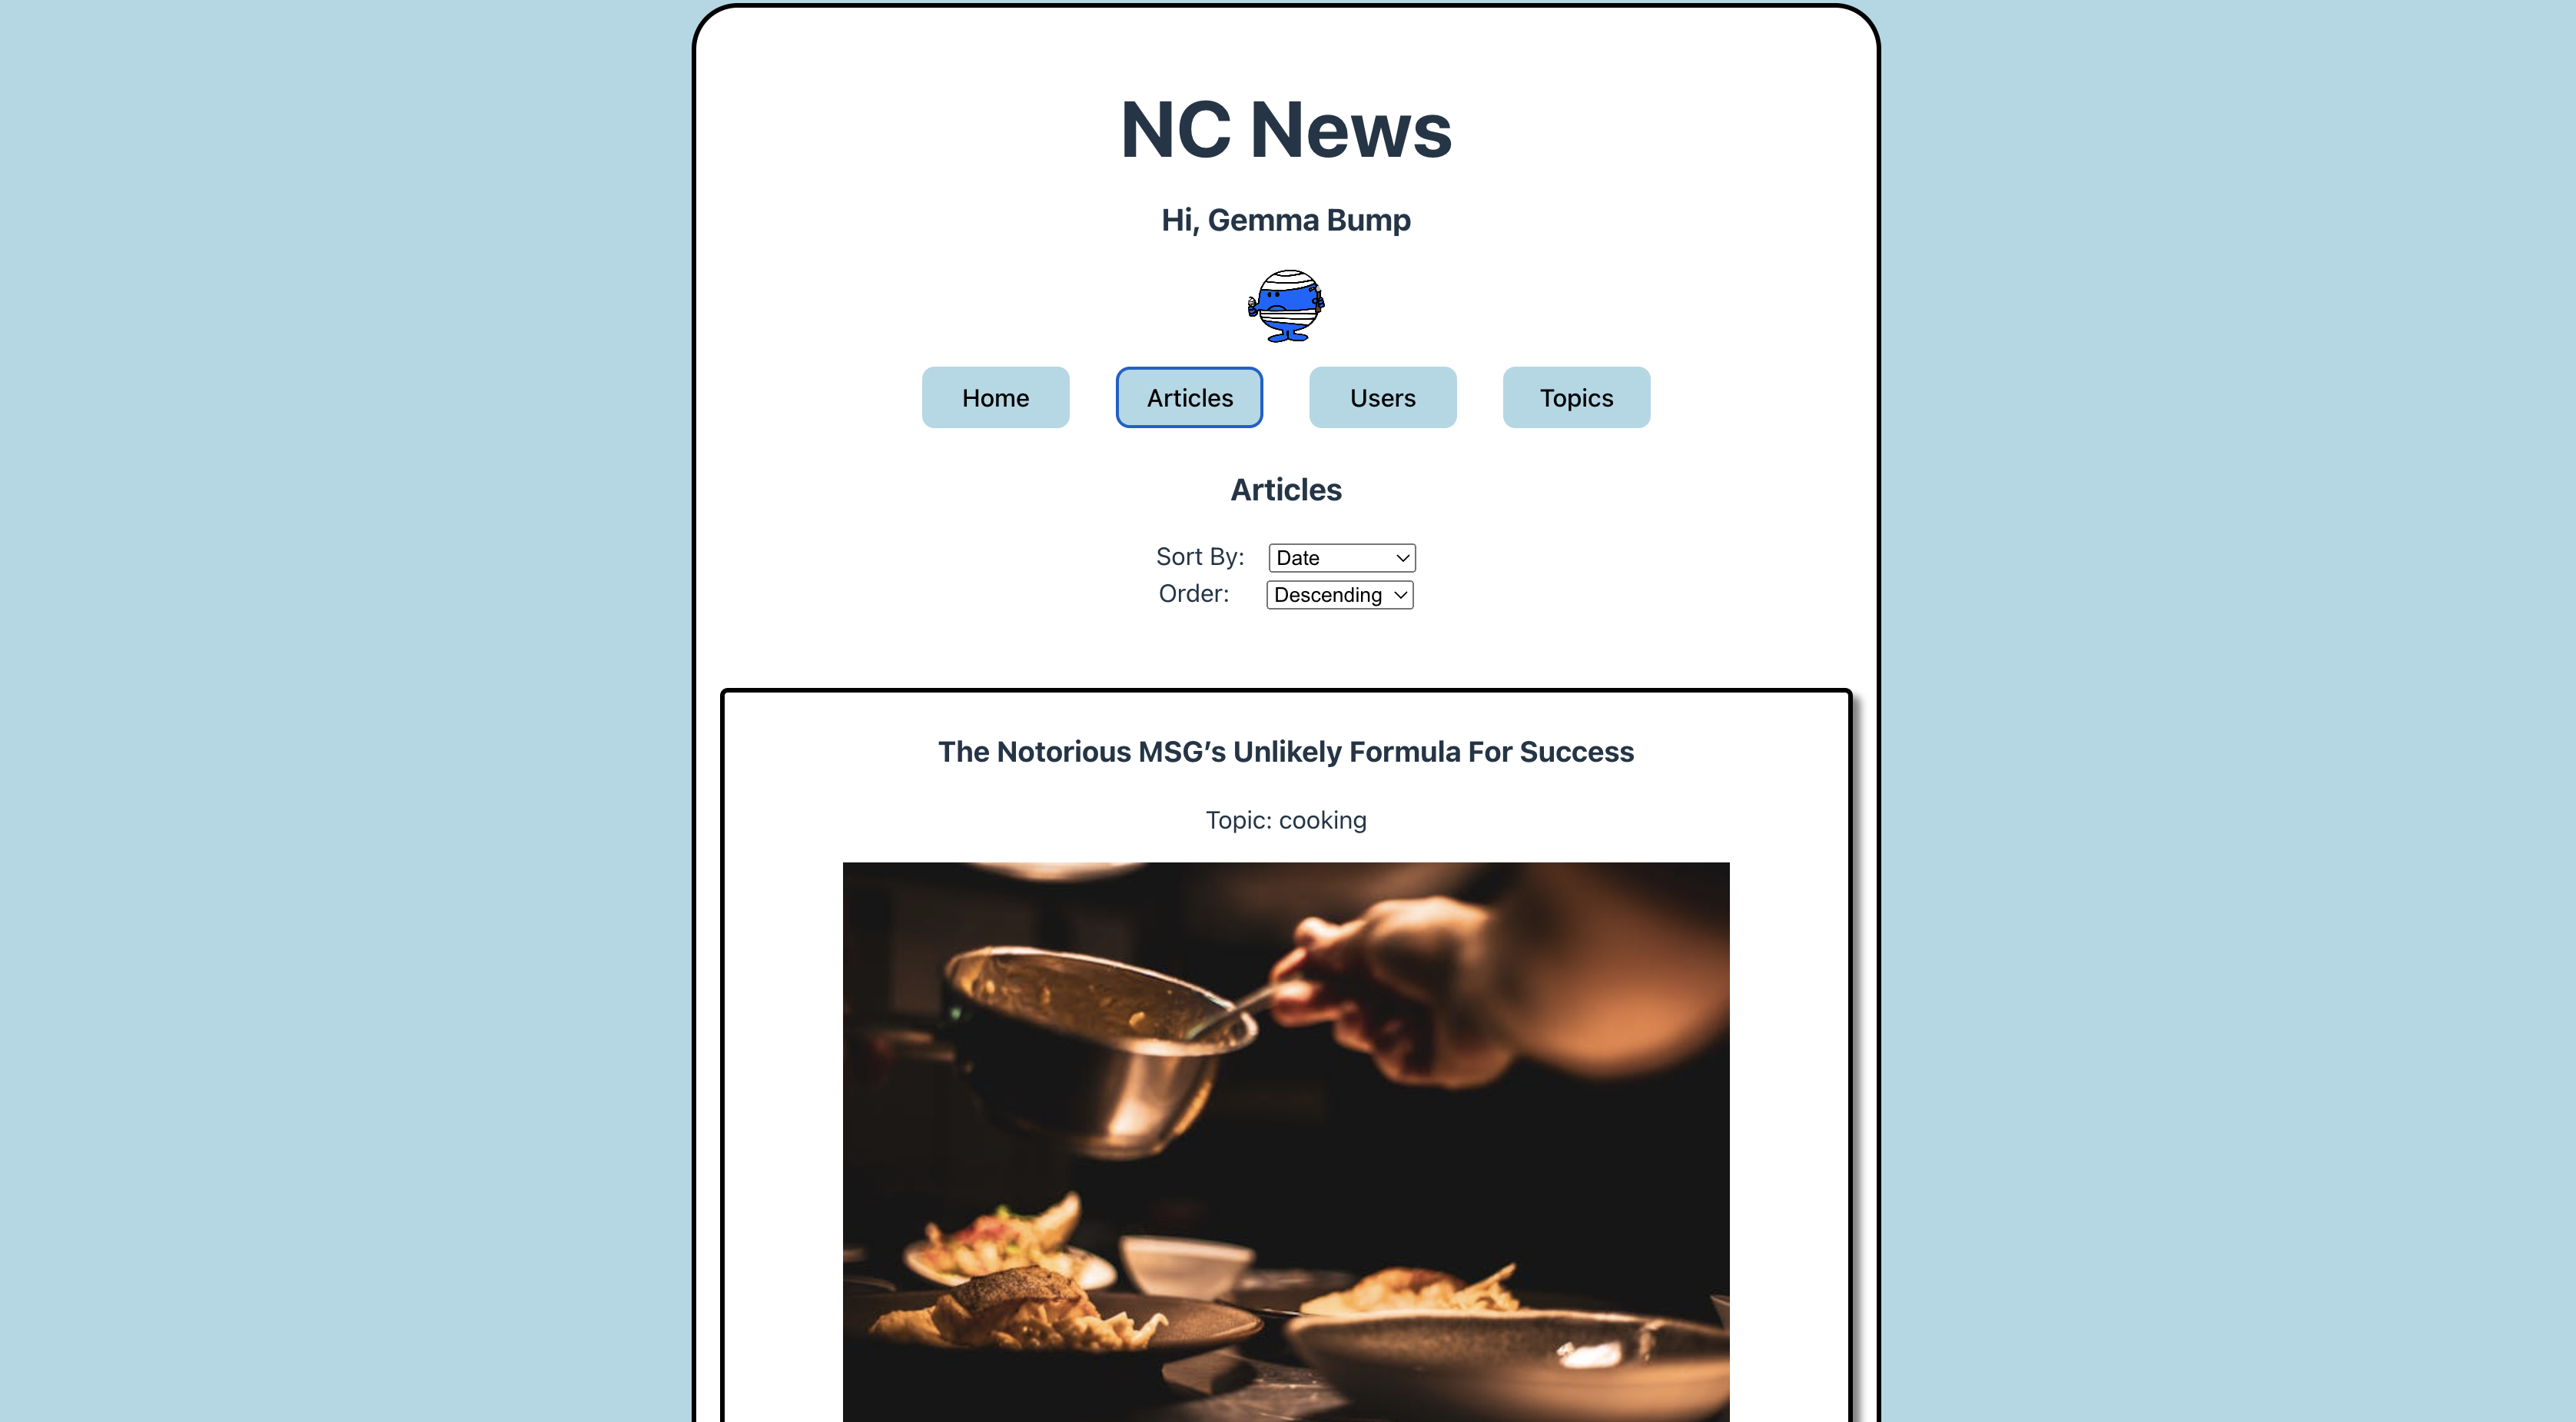 NC News
Hi, Gemma Bump
Home Articles Users Topics
Articles
Sort By: Date
Order: Descending
The Notorious MSG’s Unlikely Formula For Success
Topic: cooking